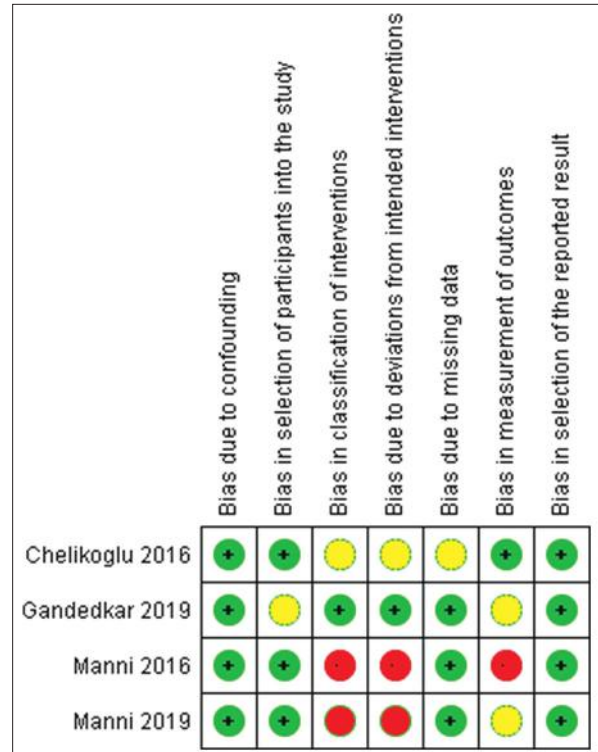 Bias due to confounding
Bias in selection of participants into the study
Bias in classification of interventions
Bias due to deviations from intended interventions
Bias due to missing data
Bias in measurement of outcomes
Bias in selection of the reported result
Chelikoglu 2016
Gandedkar 2019
Manni 2016
Manni 2019